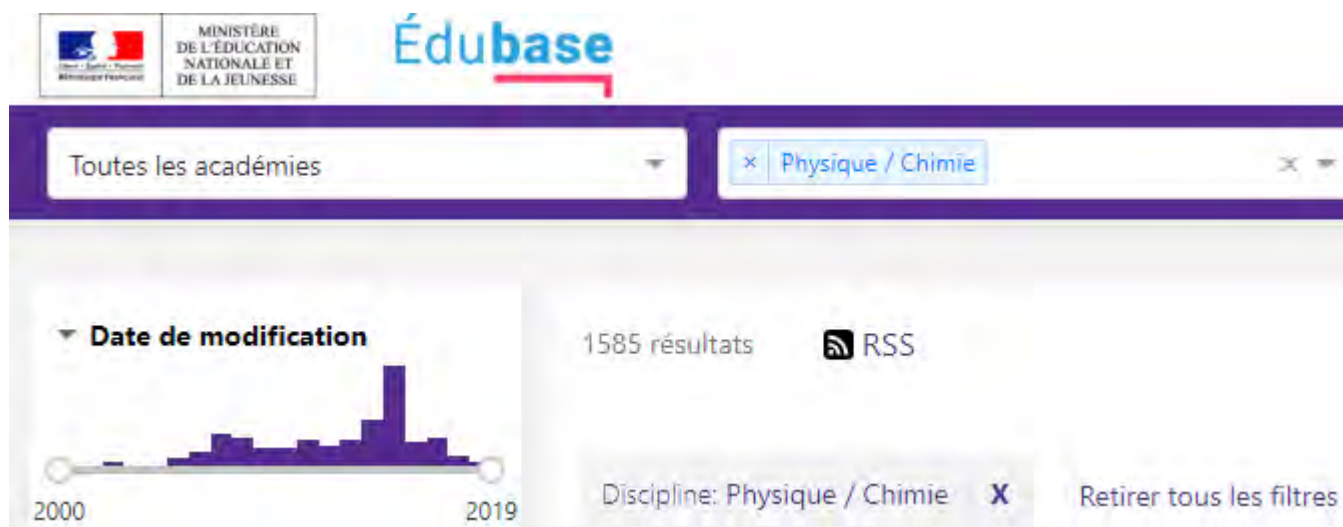 MINISTÈRE
DE L'ÉDUCATION
NATIONALE ET
DE LA JEUNESSE
Édubase
Toutes les académies
× Physique / Chimie ×
Date de modification
1585 résultats RSS
2000 2019
Discipline: Physique / Chimie X Retirer tous les filtres